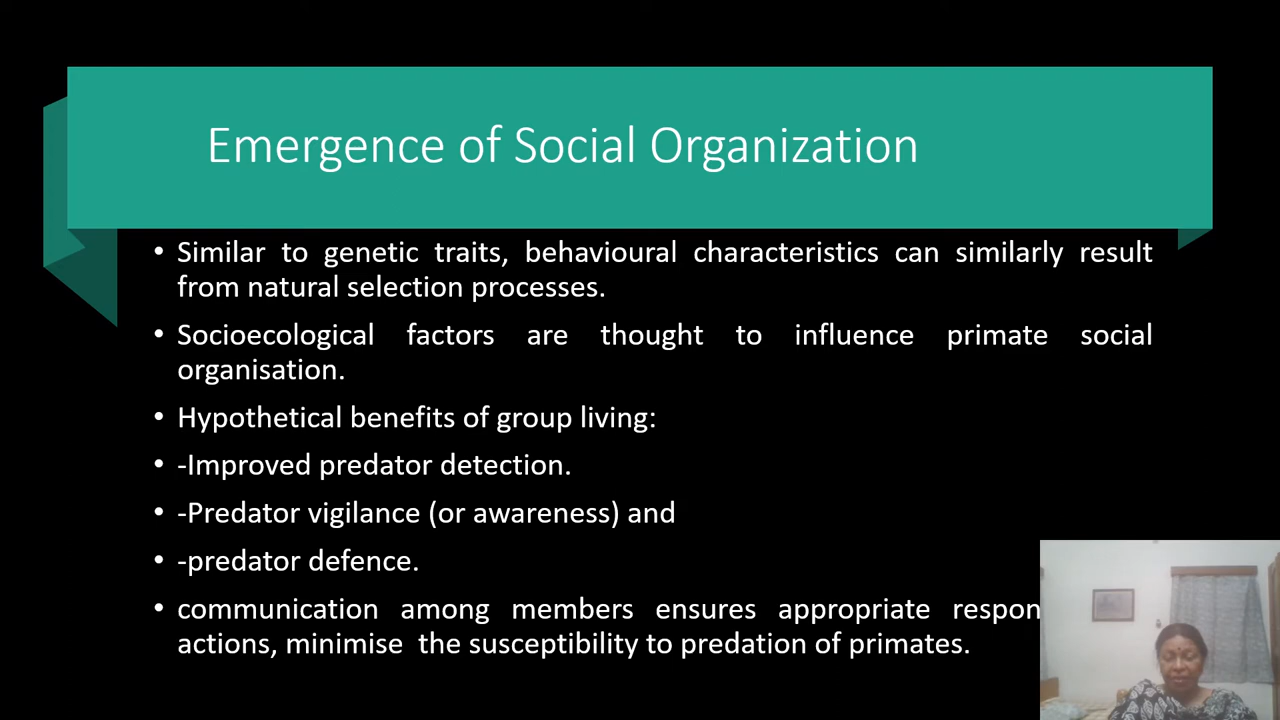 Emergence of Social Organization
• Similar to genetic traits, behavioural characteristics can similarly result
from natural selection processes.
• Socioecological factors are thought to influence primate social
organisation.
• Hypothetical benefits of group living:
• -Improved predator detection.
• -Predator vigilance (or awareness) and
• -predator defence.
• communication among members ensures appropriate
actions, minimise the susceptibility to predation of primates.